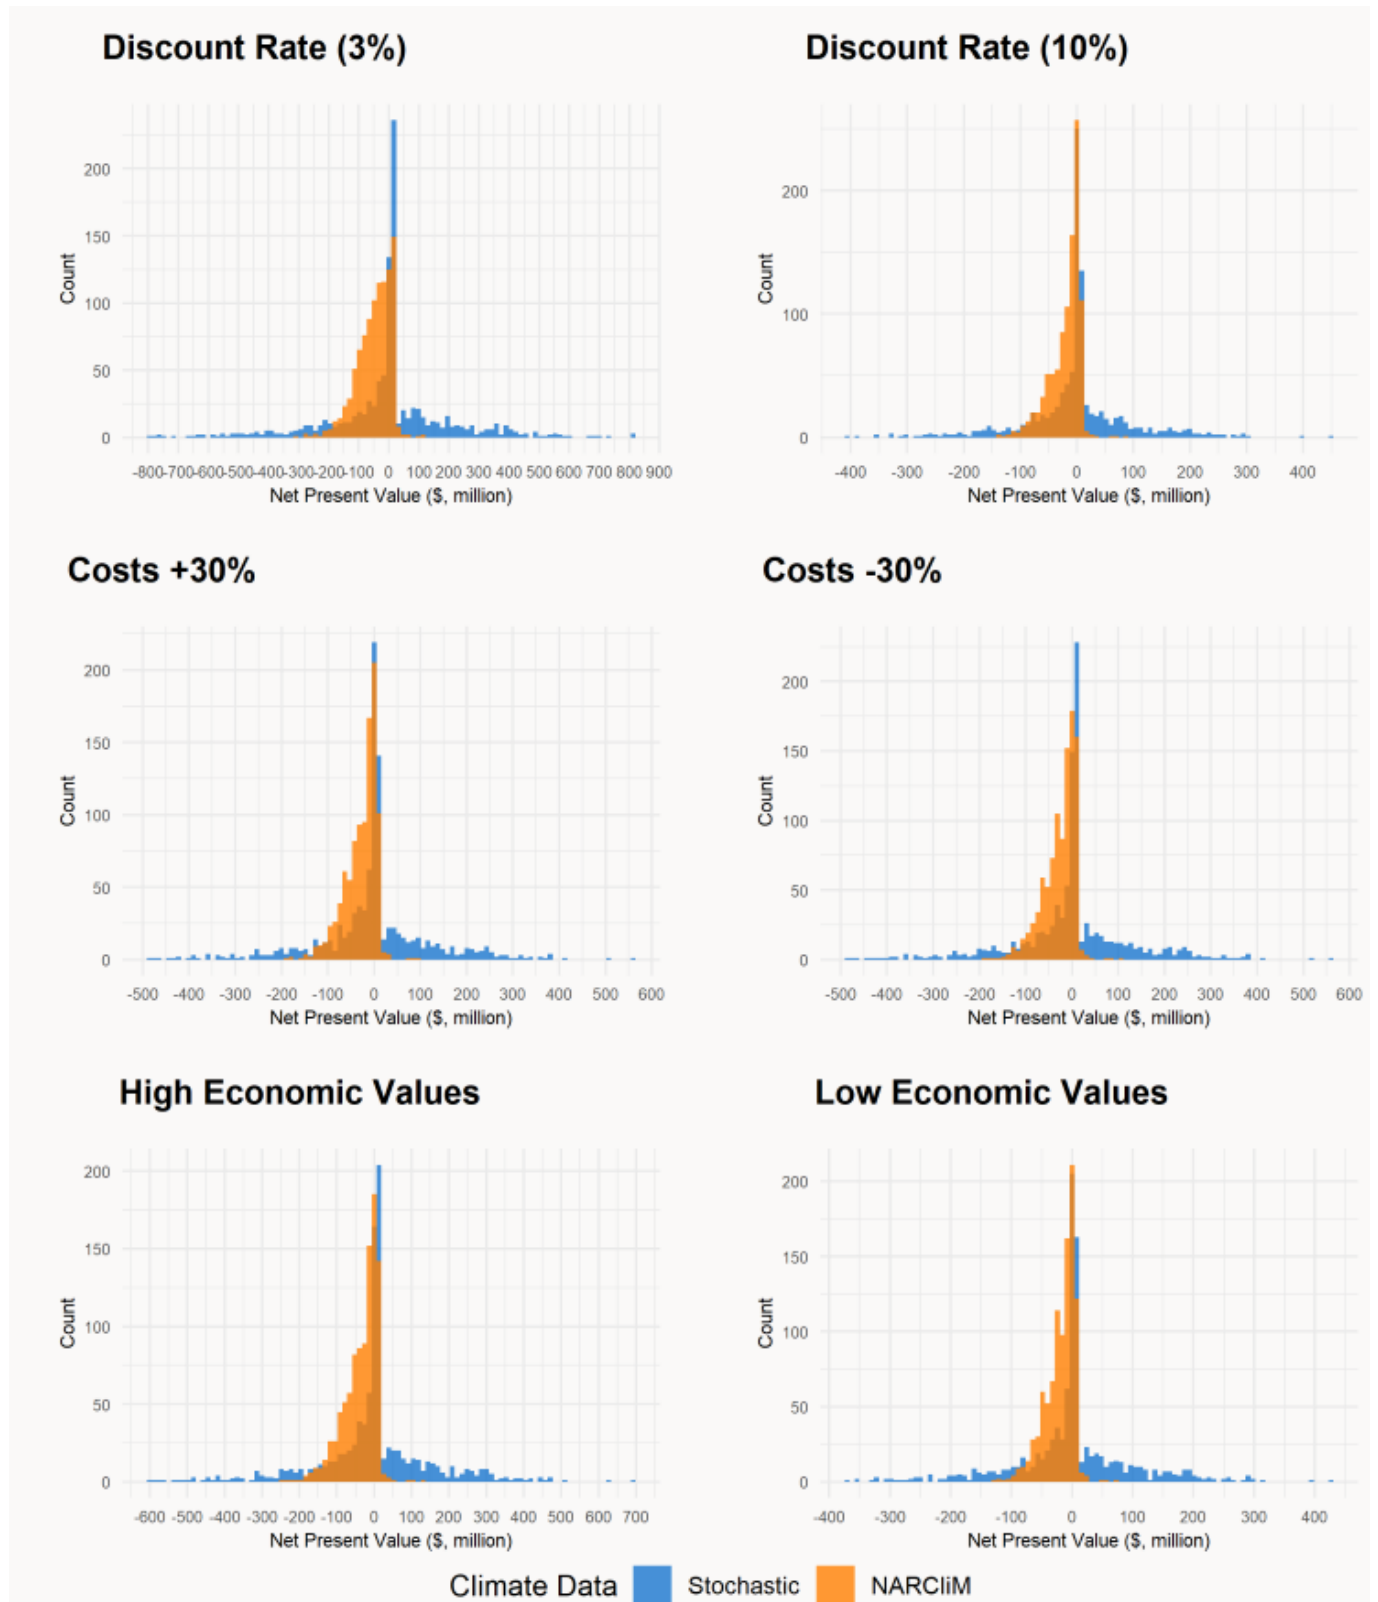 Discount Rate (3%)
200
150
100
50
0
Count
-800-700-600-500-400-300-200-100 0 100 200 300 400 500 600 700 800 900
Net Present Value ($, million)
Discount Rate (10%)
200
100
0
Count
-400 -300 -200 -100 0 100 200 300 400
Net Present Value ($, million)
Costs +30%
200
150
100
50
0
Count
-500 -400 -300 -200 -100 0 100 200 300 400 500 600
Net Present Value ($, million)
Costs -30%
200
150
100
50
0
Count
-500 -400 -300 -200 -100 0 100 200 300 400 500 600
Net Present Value ($, million)
High Economic Values
200
150
100
50
0
Count
-600 -500 -400 -300 -200 -100 0 100 200 300 400 500 600 700
Net Present Value ($, million)
Low Economic Values
200
150
100
50
0
Count
-400 -300 -200 -100 0 100 200 300 400
Net Present Value ($, million)
Climate Data Stochastic NARCliM